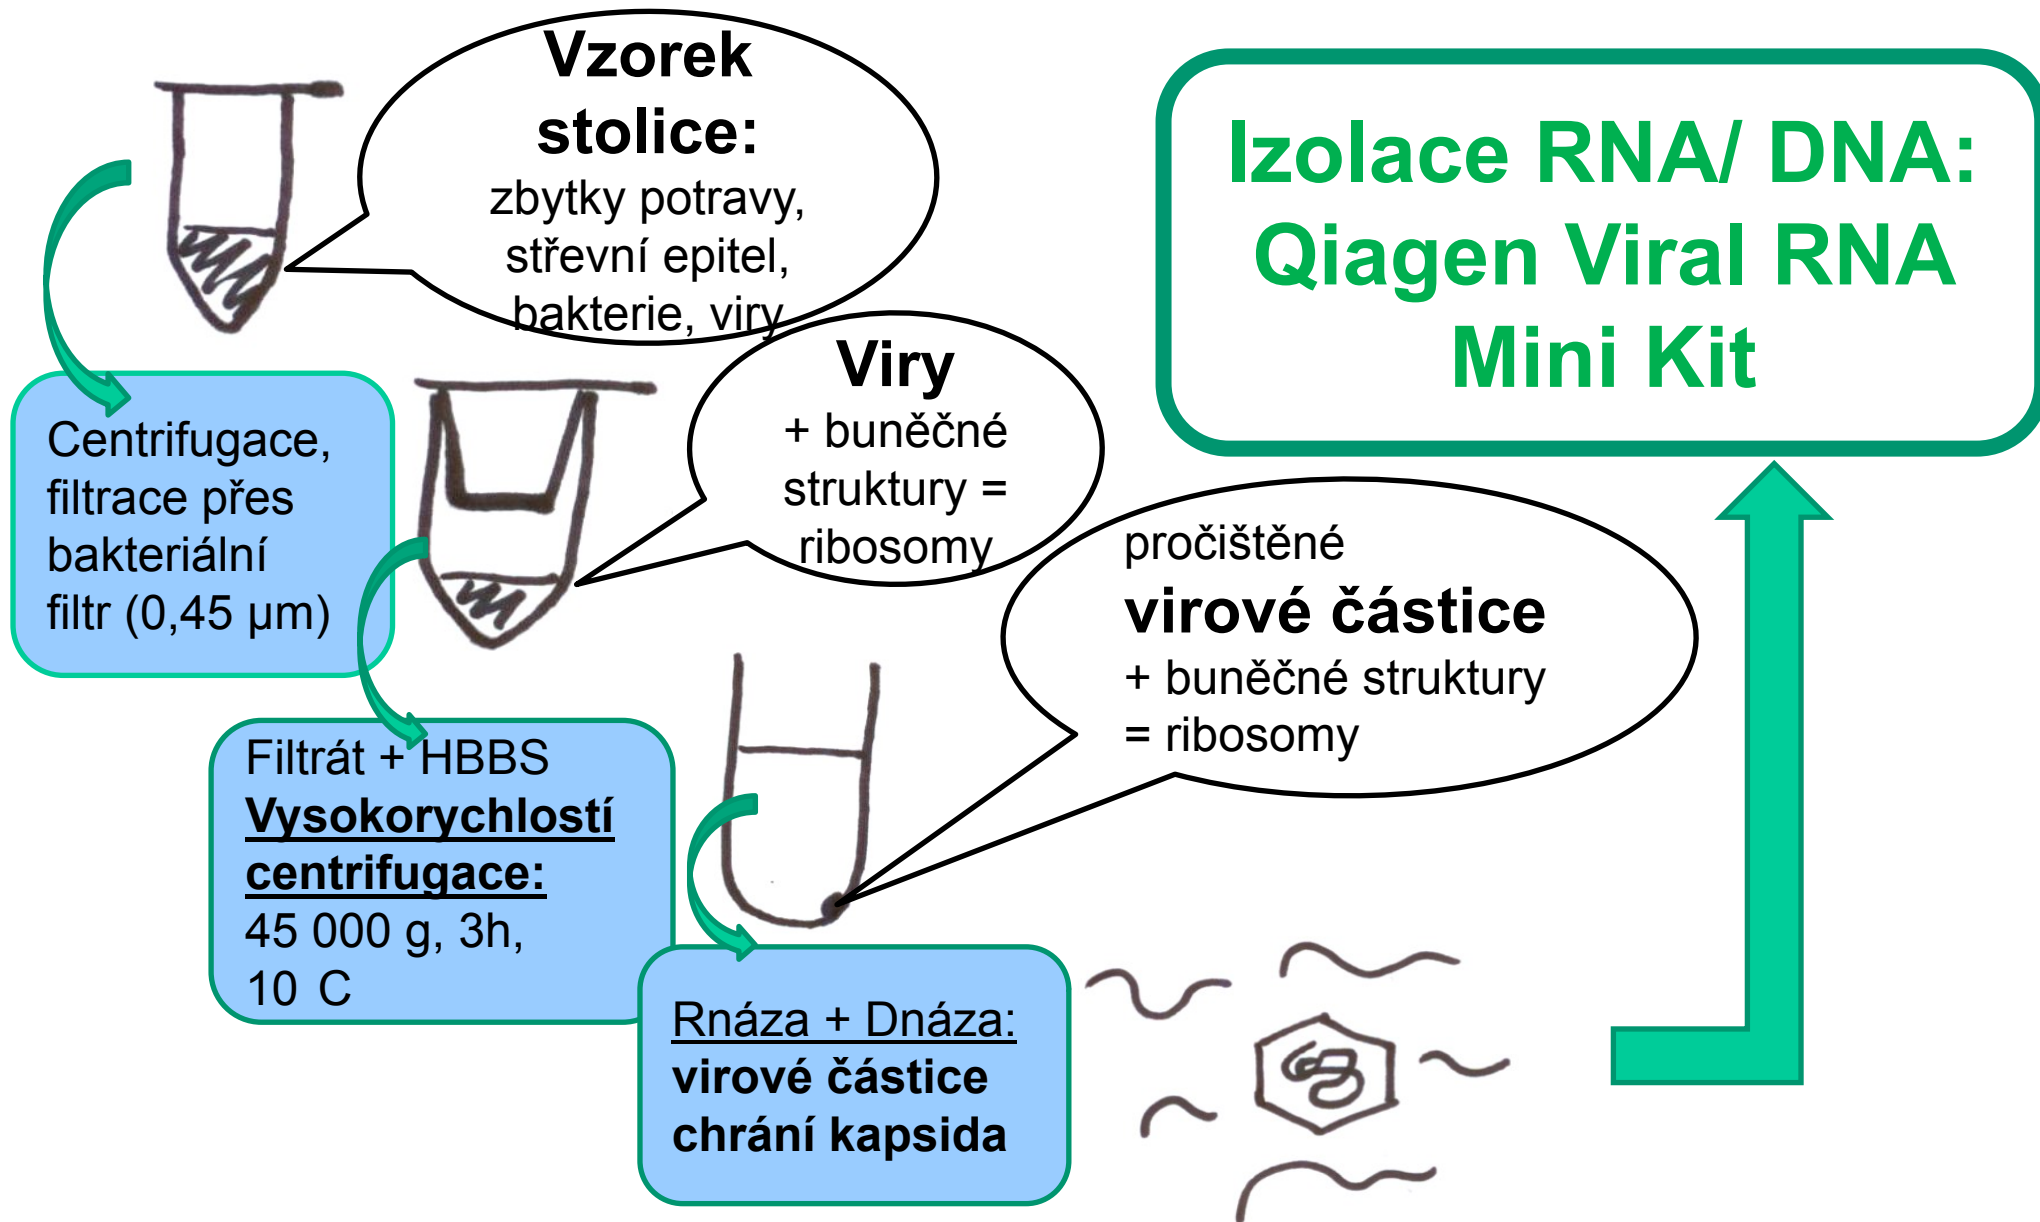 Vzorek
stolice:
zbytky potravy,
střevní epitel,
bakterie, viry
Izolace RNA/ DNA:
Qiagen Viral RNA
Mini Kit
Viry
+ buněčné
struktury =
ribosomy
Centrifugace,
filtrace přes
bakteriální
filtr (0,45 µm)
pročištěné
virové částice
+ buněčné struktury
= ribosomy
Filtrát + HBBS
Vysokorychlostí
centrifugace:
45 000 g, 3h,
10 C
Rnáza + Dnáza:
virové částice
chrání kapsida